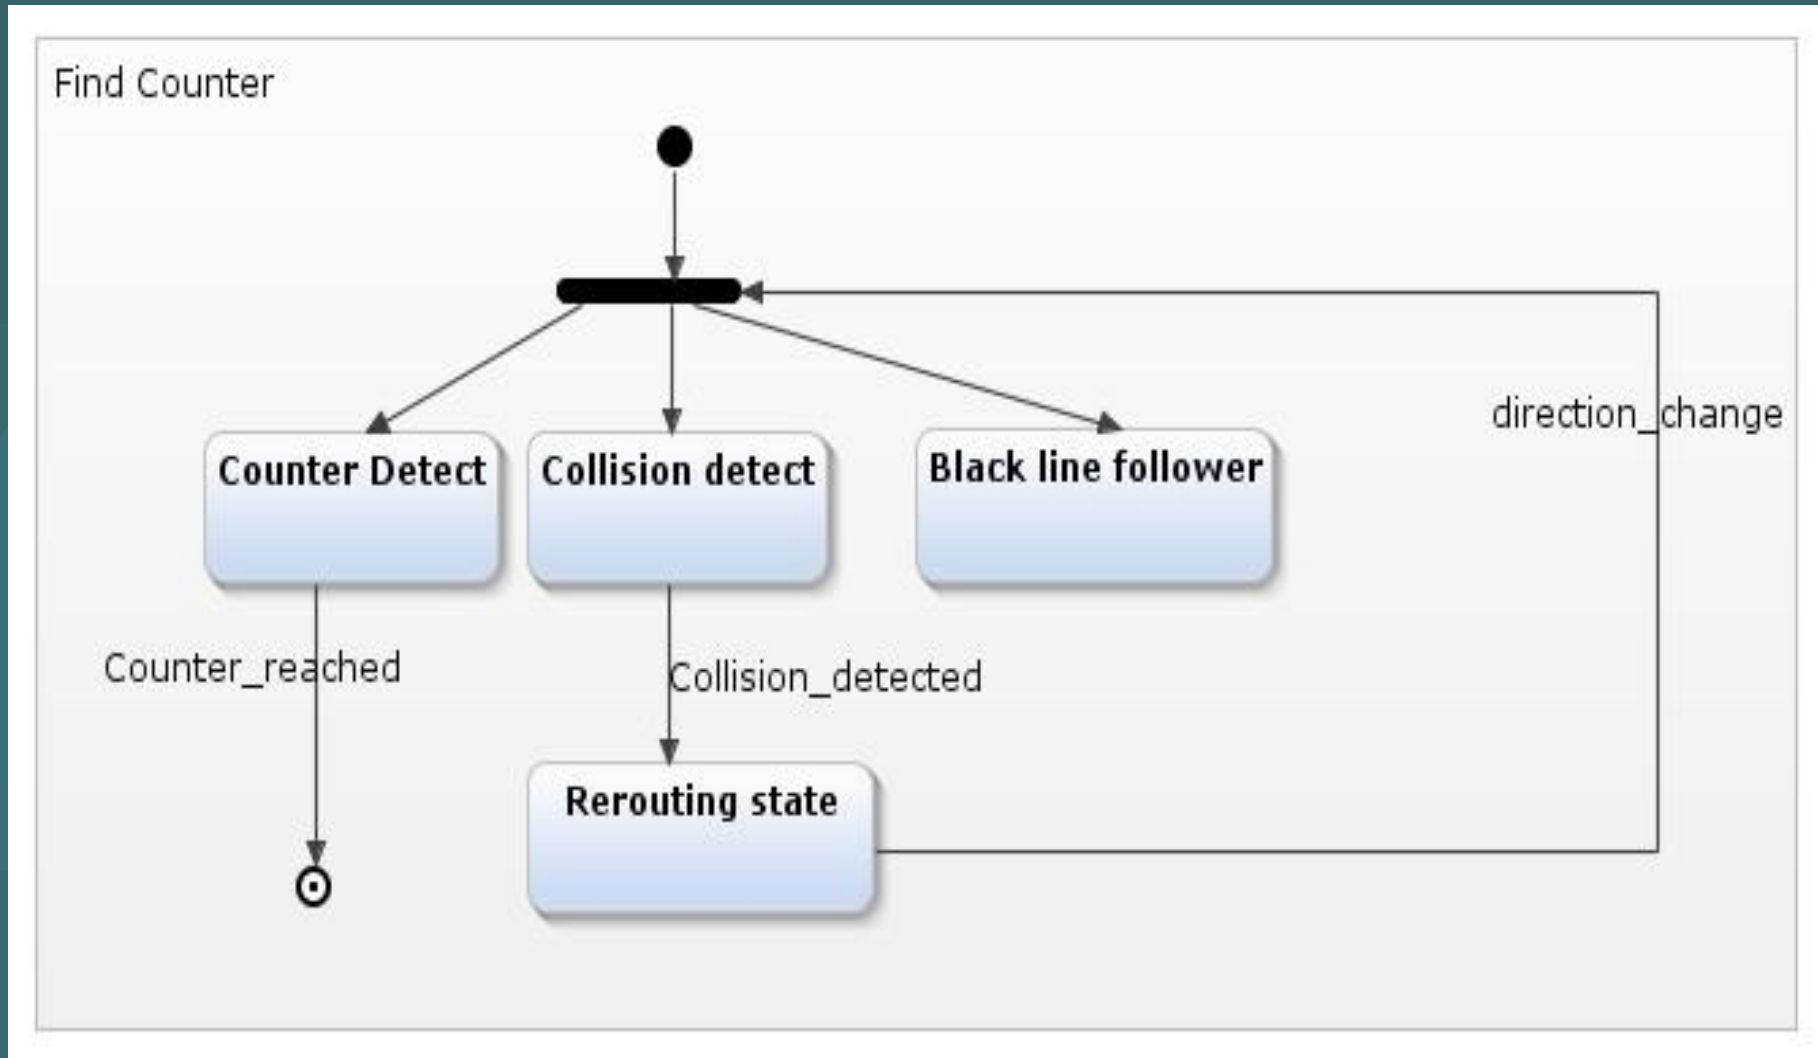 Find Counter
direction_change
Counter Detect
Collision detect
Black line follower
Counter_reached
Collision_detected
Rerouting state